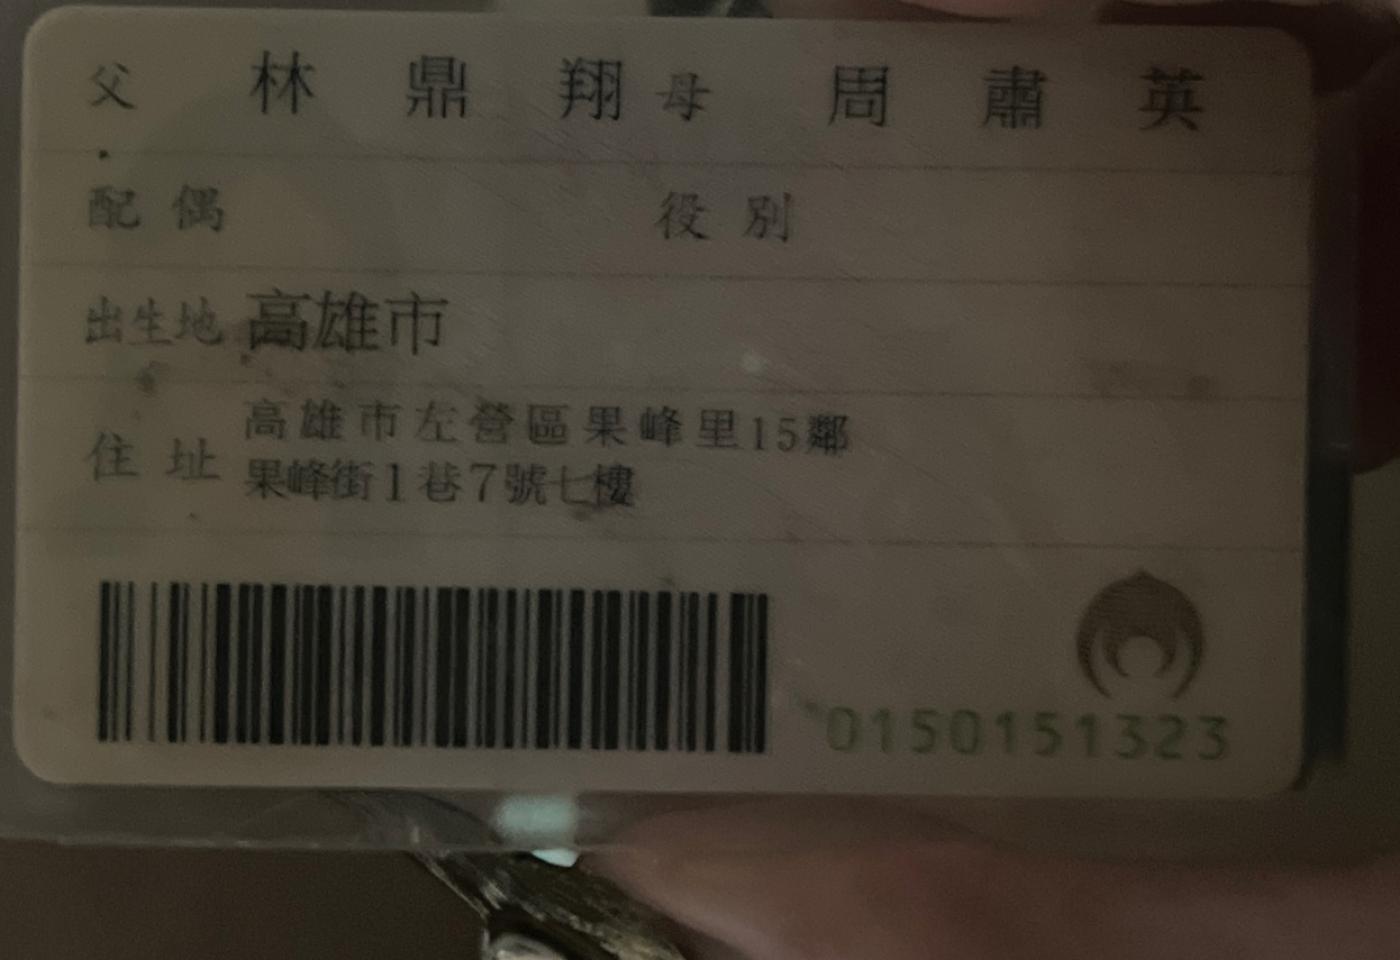 父 林鼎翔 母 周肅英
配偶 役別
出生地 高雄市
住址 高雄市左營區果峰里15鄰
果峰街1巷7號七樓
0150151323